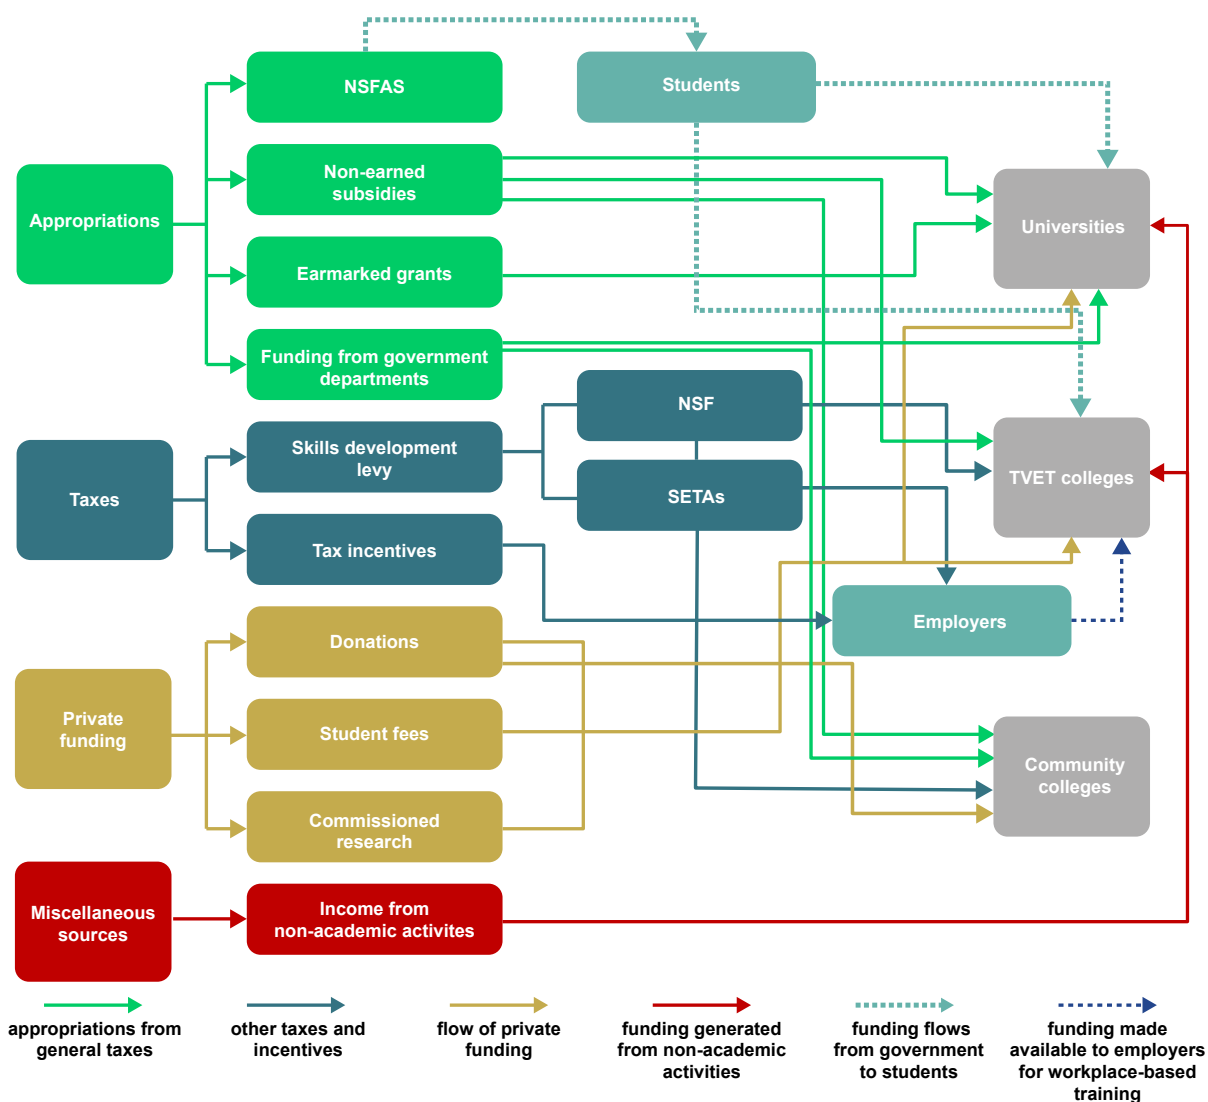 NSFAS
Students
Non-earned
subsidies
Appropriations
Universities
Earmarked grants
Funding from government
departments
NSF
Skills development
levy
TVET colleges
Taxes
SETAs
Tax incentives
Employers
Donations
Private
funding
Student fees
Community
colleges
Commissioned
research
Miscellaneous
sources
Income from
non-academic activites
appropriations from
general taxes
other taxes and
incentives
flow of private
funding
funding generated
from non-academic
activities
funding flows
from government
to students
funding made
available to employers
for workplace-based
training